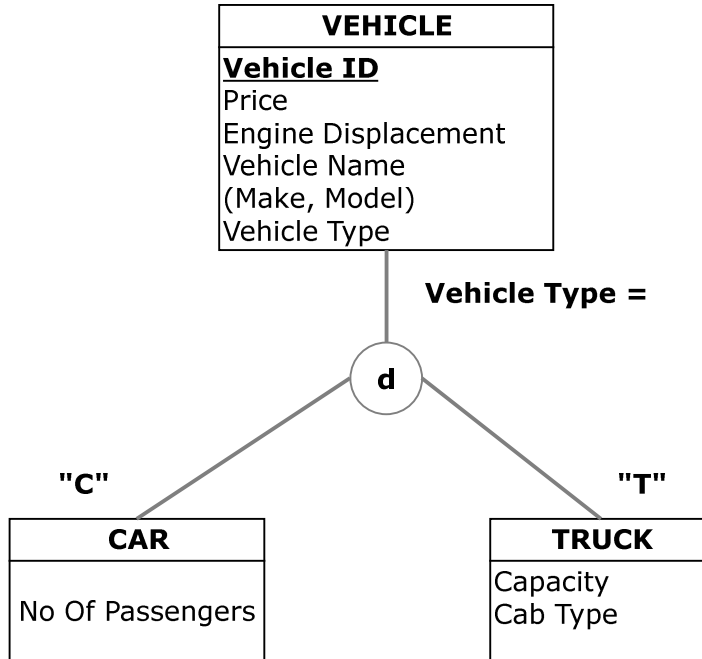 VEHICLE
Vehicle ID
Price
Engine Displacement
Vehicle Name
(Make, Model)
Vehicle Type
Vehicle Type =
d
"C"
"T"
CAR
No Of Passengers
TRUCK
Capacity
Cab Type